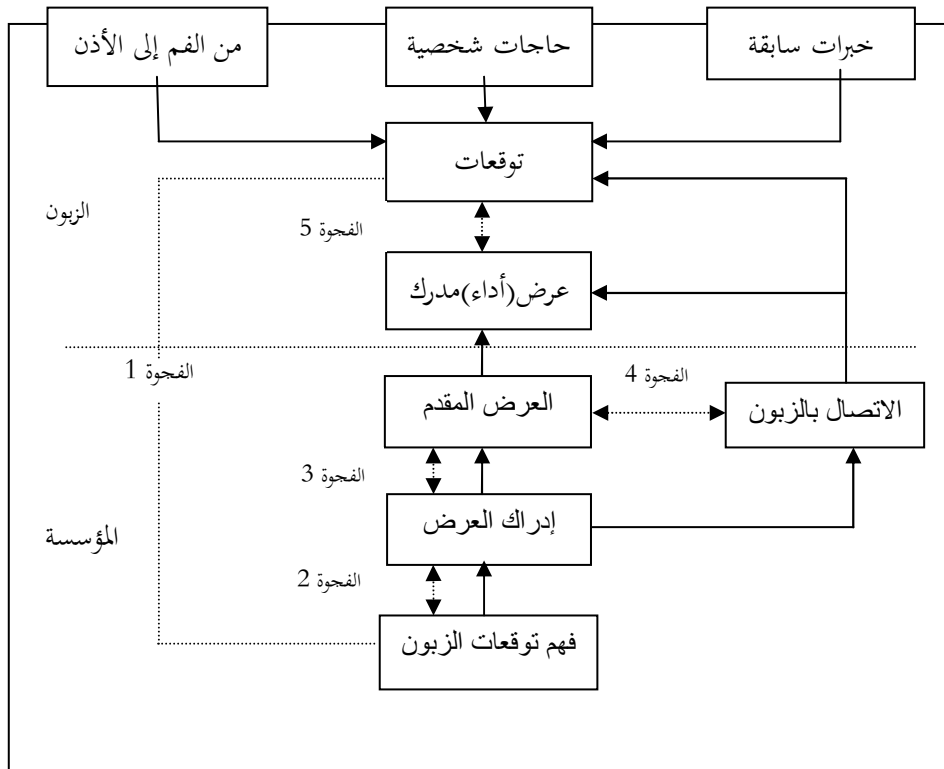 خبرات سابقة
حاجات شخصية
من الفم إلى الأذن
توقعات
الزبون
الفجوة 5
عرض(أداء)مدرك
الفجوة 1
الفجوة 4
العرض المقدم
الاتصال بالزبون
الفجوة 3
إدراك العرض
المؤسسة
الفجوة 2
فهم توقعات الزبون